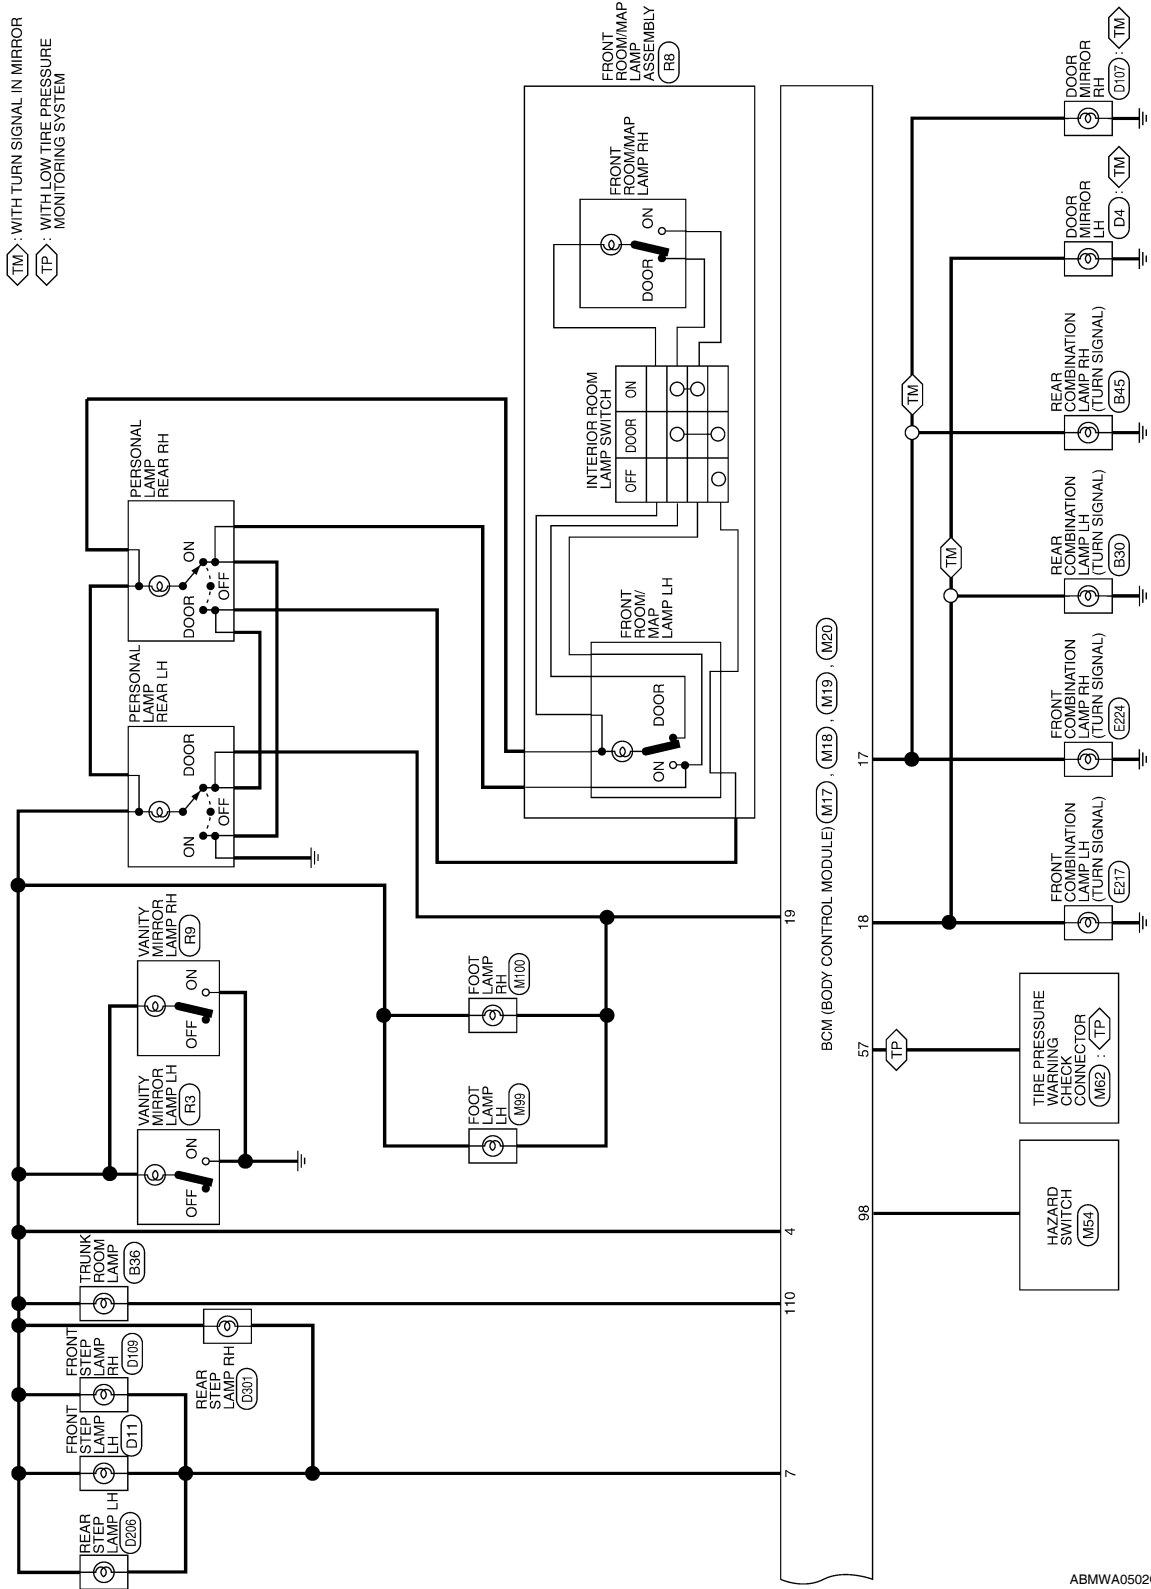 TM : WITH TURN SIGNAL IN MIRROR
TP : WITH LOW TIRE PRESSURE
MONITORING SYSTEM
REAR
STEP
LAMP LH
D206
FRONT
STEP
LAMP
LH
D11
FRONT
STEP
LAMP
RH
D109
REAR
STEP
LAMP RH
D301
TRUNK
ROOM
LAMP
B36
VANITY
MIRROR
LAMP LH
R3
OFF
ON
VANITY
MIRROR
LAMP RH
R9
OFF
ON
PERSONAL
LAMP
REAR LH
ON
OFF
DOOR
PERSONAL
LAMP
REAR RH
DOOR
OFF
ON
FOOT
LAMP
LH
M99
FOOT
LAMP
RH
M100
FRONT
ROOM/MAP
LAMP
ASSEMBLY
R8
FRONT
ROOM/MAP
LAMP RH
DOOR
ON
INTERIOR ROOM
LAMP SWITCH
OFF
DOOR
ON
FRONT
ROOM/
MAP
LAMP LH
ON
DOOR
7
110
4
19
BCM (BODY CONTROL MODULE) M17 , M18 , M19 , M20
98
57
18
17
TP
TM
TM
HAZARD
SWITCH
M54
TIRE PRESSURE
WARNING
CHECK
CONNECTOR
M62 : TP
FRONT
COMBINATION
LAMP LH
(TURN SIGNAL)
E217
FRONT
COMBINATION
LAMP RH
(TURN SIGNAL)
E224
REAR
COMBINATION
LAMP LH
(TURN SIGNAL)
B30
REAR
COMBINATION
LAMP RH
(TURN SIGNAL)
B45
DOOR
MIRROR
LH
D4 : TM
DOOR
MIRROR
RH
D107 : TM